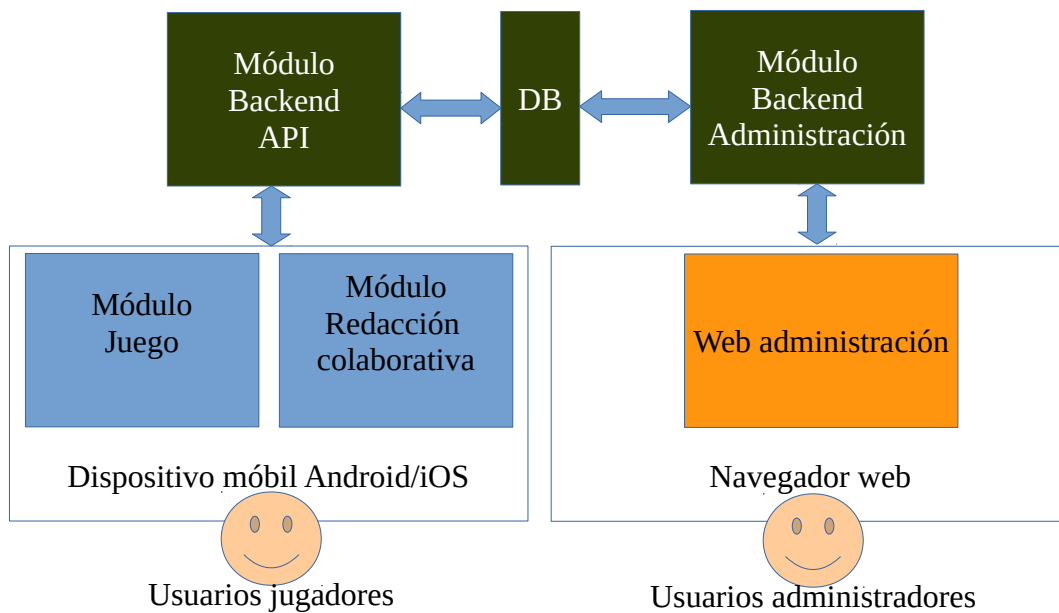 Módulo
Backend
API
DB
Módulo
Backend
Administración
Módulo
Juego
Módulo
Redacción
colaborativa
Web administración
Dispositivo móbil Android/iOS
Navegador web
Usuarios jugadores
Usuarios administradores